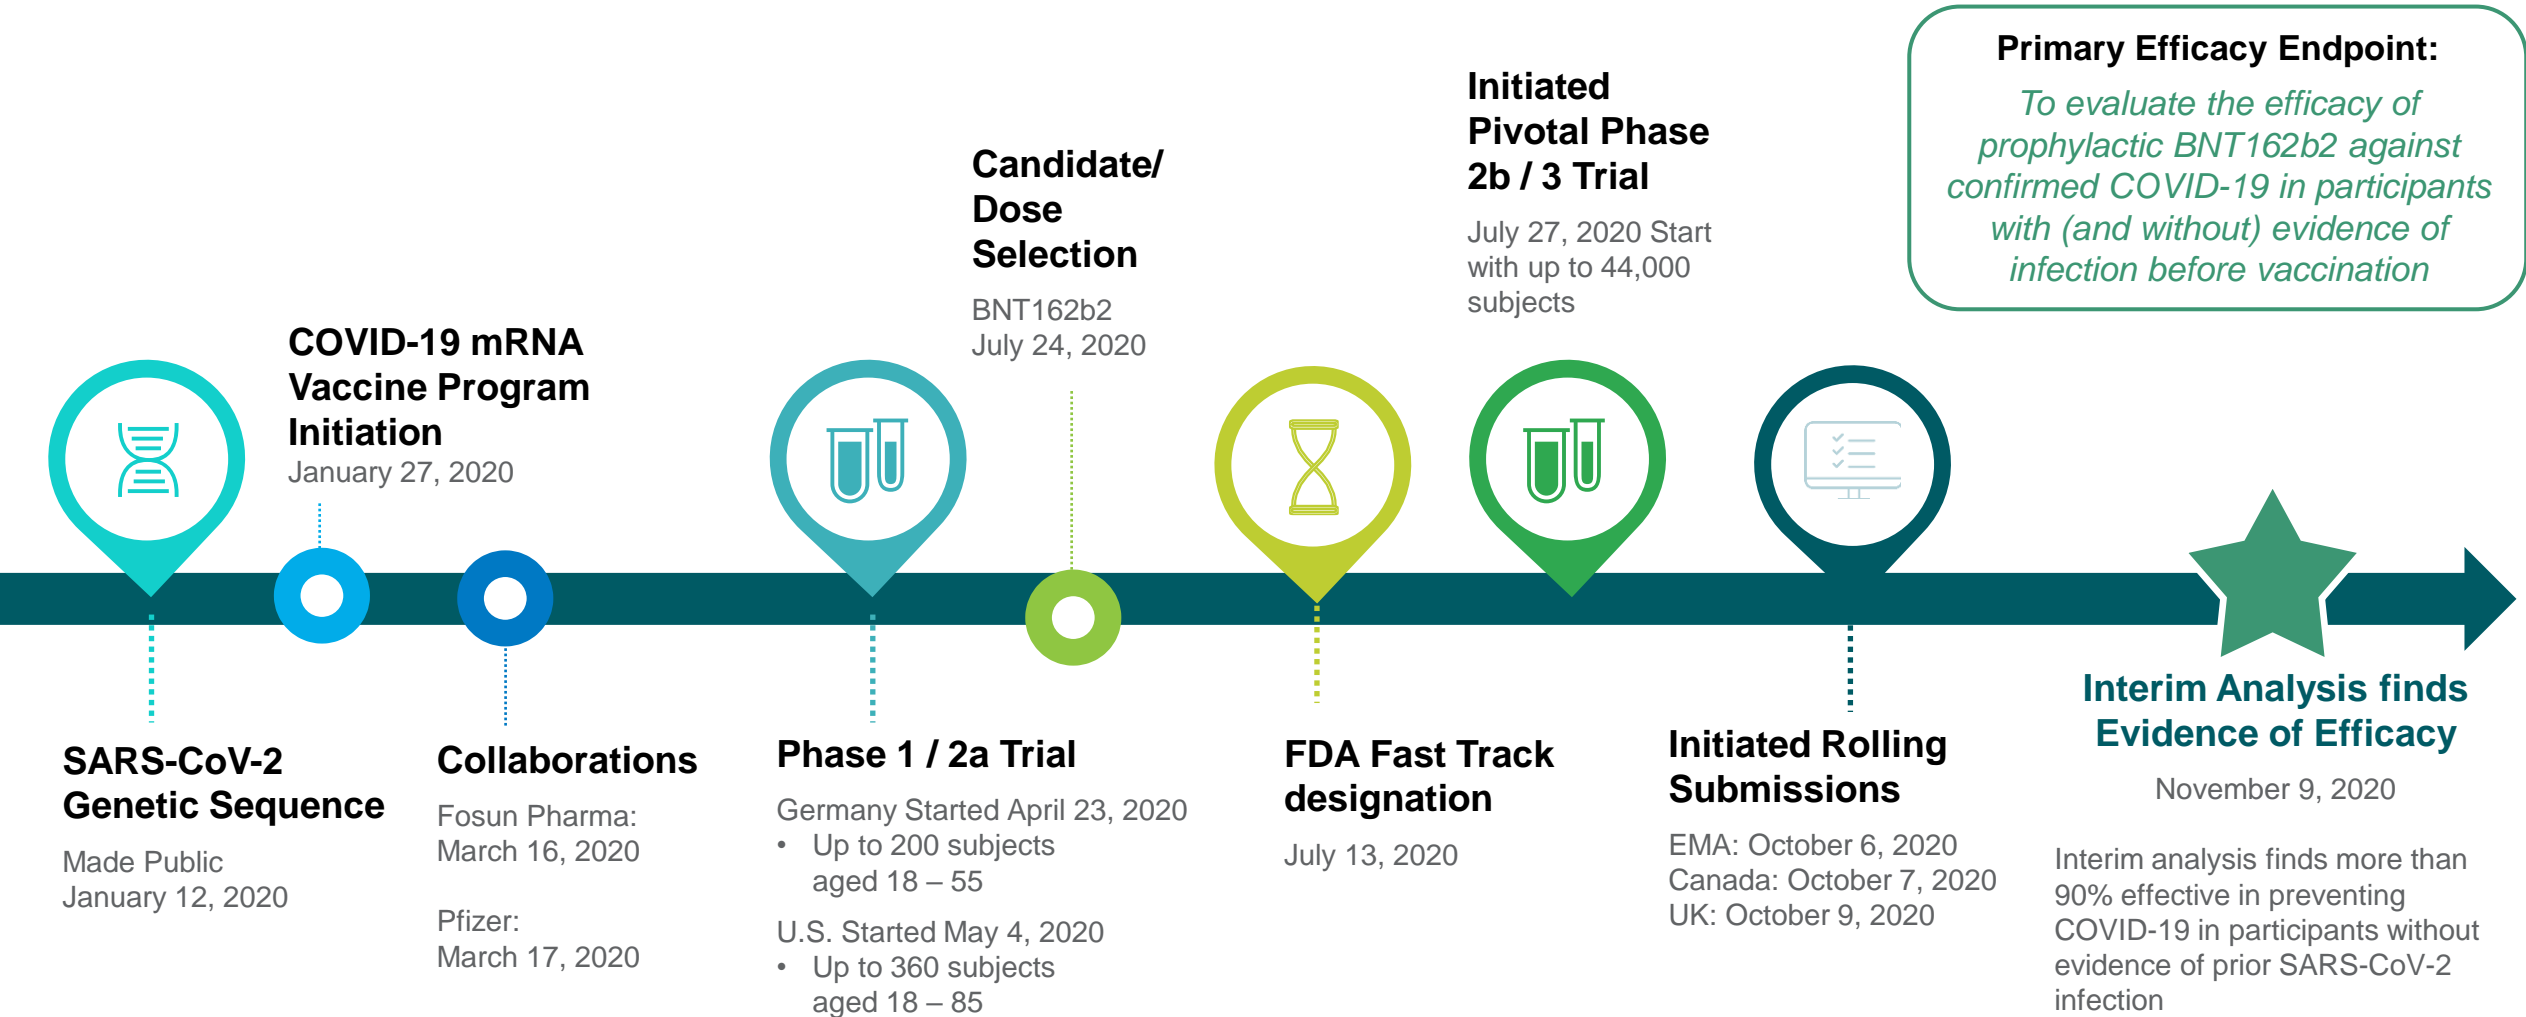 SARS-CoV-2
Genetic Sequence
Made Public
January 12, 2020
COVID-19 mRNA
Vaccine Program
Initiation
January 27, 2020
Collaborations
Fosun Pharma:
March 16, 2020
Pfizer:
March 17, 2020
Phase 1 / 2a Trial
Germany Started April 23, 2020
• Up to 200 subjects
aged 18 – 55
U.S. Started May 4, 2020
• Up to 360 subjects
aged 18 – 85
Candidate/
Dose
Selection
BNT162b2
July 24, 2020
FDA Fast Track
designation
July 13, 2020
Initiated
Pivotal Phase
2b / 3 Trial
July 27, 2020 Start
with up to 44,000
subjects
Initiated Rolling
Submissions
EMA: October 6, 2020
Canada: October 7, 2020
UK: October 9, 2020
Primary Efficacy Endpoint:
To evaluate the efficacy of
prophylactic BNT162b2 against
confirmed COVID-19 in participants
with (and without) evidence of
infection before vaccination
Interim Analysis finds
Evidence of Efficacy
November 9, 2020
Interim analysis finds more than
90% effective in preventing
COVID-19 in participants without
evidence of prior SARS-CoV-2
infection